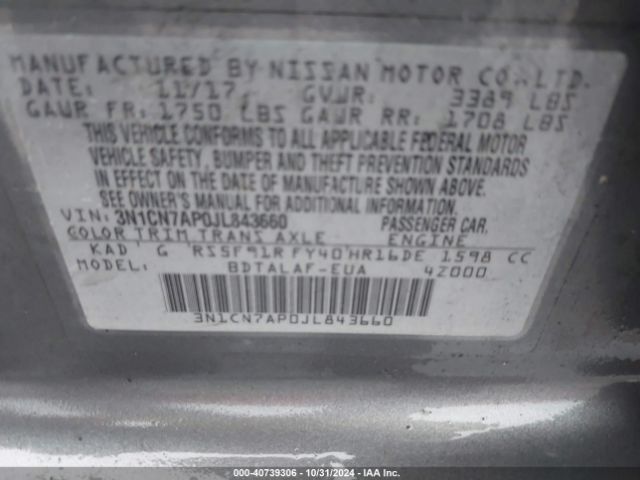 MANUFACTURED BY NISSAN MOTOR CO., LTD.
DATE: 11/17 GVWR: 3389 LBS
GAWR FR: 1750 LBS GAWR RR: 1708 LBS
THIS VEHICLE CONFORMS TO ALL APPLICABLE FEDERAL MOTOR
VEHICLE SAFETY, BUMPER AND THEFT PREVENTION STANDARDS
IN EFFECT ON THE DATE OF MANUFACTURE SHOWN ABOVE.
SEE OWNER'S MANUAL FOR ADDITIONAL INFORMATION.
VIN: 3N1CN7AP0JL843660 PASSENGER CAR.
COLOR TRIM TRANS AXLE ENGINE
KAD G RISF91R FY40 HR16DE 1598 CC
MODEL: BDTALAF-EUA 4Z000
3N1CN7AP0JL843660
000-40739306 - 10/31/2024 - IAA Inc.